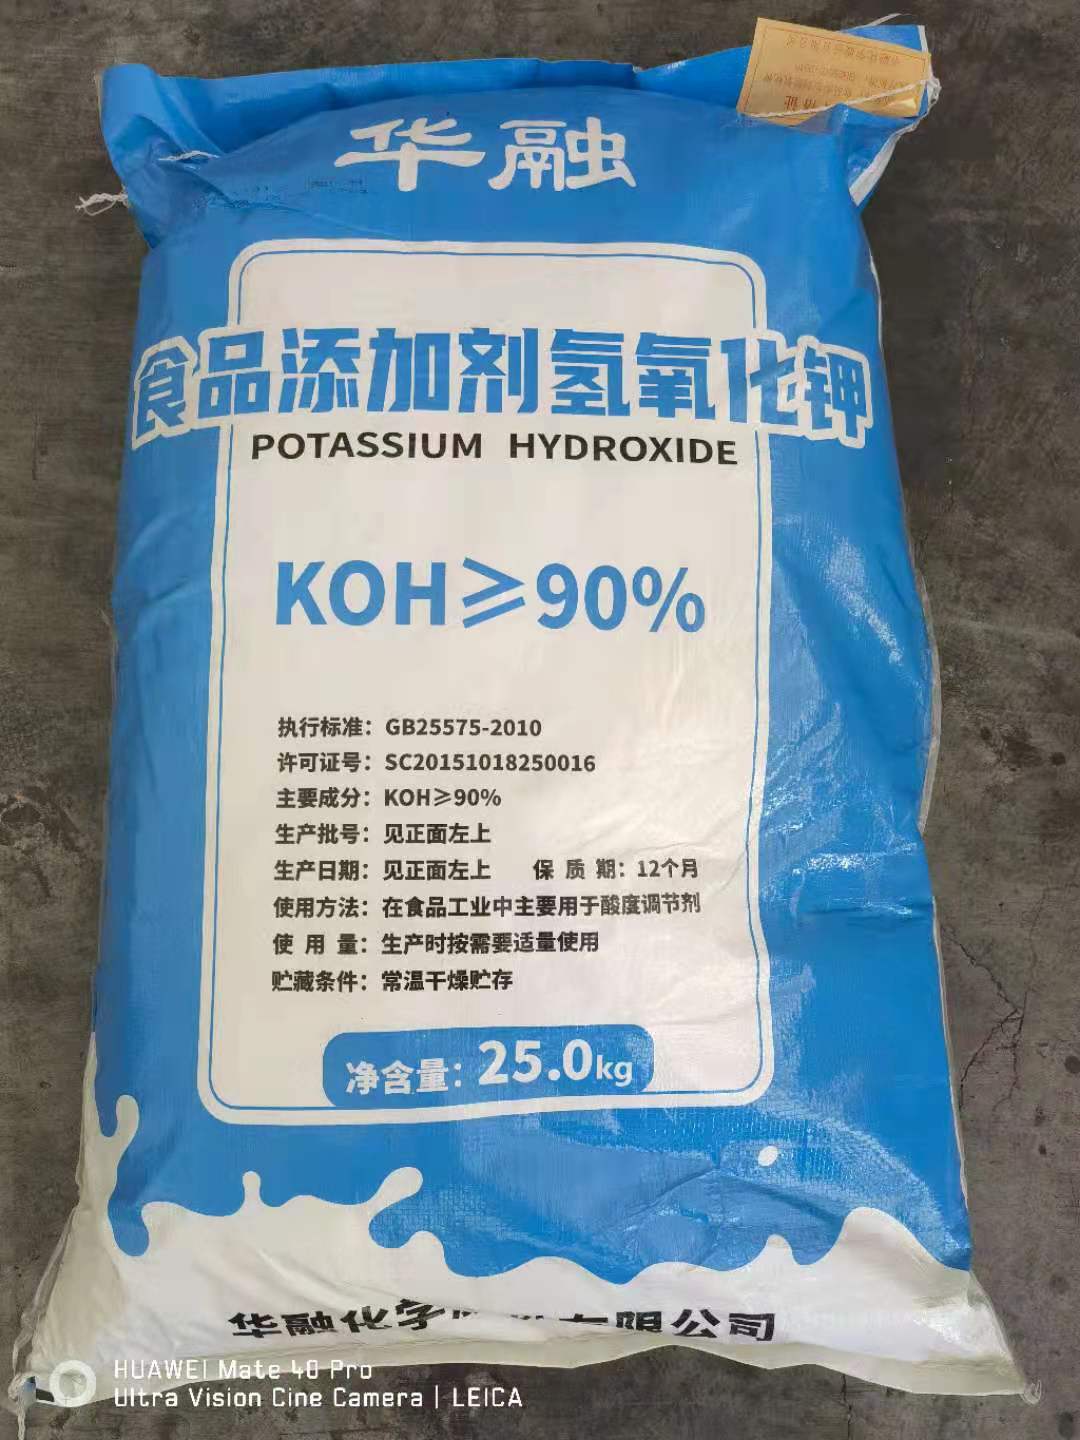 华融
食品添加剂氢氧化钾
POTASSIUM HYDROXIDE
KOH≥90%
执行标准：GB25575-2010
许可证号：SC20151018250016
主要成分：KOH≥90%
生产批号：见正面左上
生产日期：见正面左上 保 质 期：12个月
使用方法：在食品工业中主要用于酸度调节剂
使 用 量：生产时按需要适量使用
贮藏条件：常温干燥贮存
净含量：25.0kg
华融化学 有限公司
HUAWEI Mate 40 Pro
Ultra Vision Cine Camera | LEICA